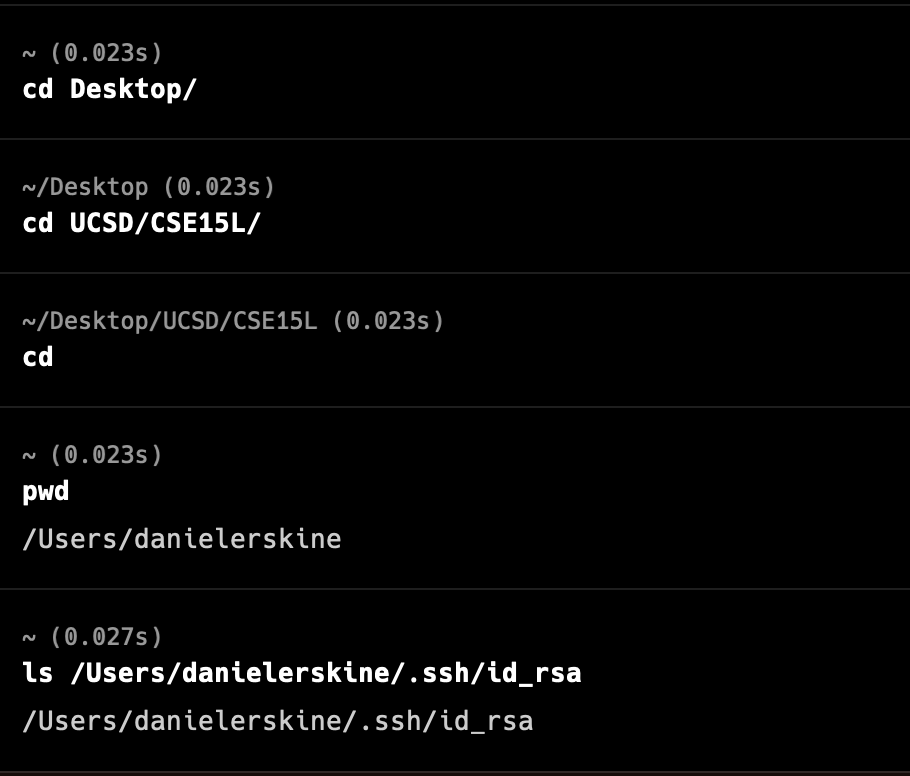 ~ (0.023s)
cd Desktop/
~/Desktop (0.023s)
cd UCSD/CSE15L/
~/Desktop/UCSD/CSE15L (0.023s)
cd
~ (0.023s)
pwd
/Users/danielerskine
~ (0.027s)
ls /Users/danielerskine/.ssh/id_rsa
/Users/danielerskine/.ssh/id_rsa